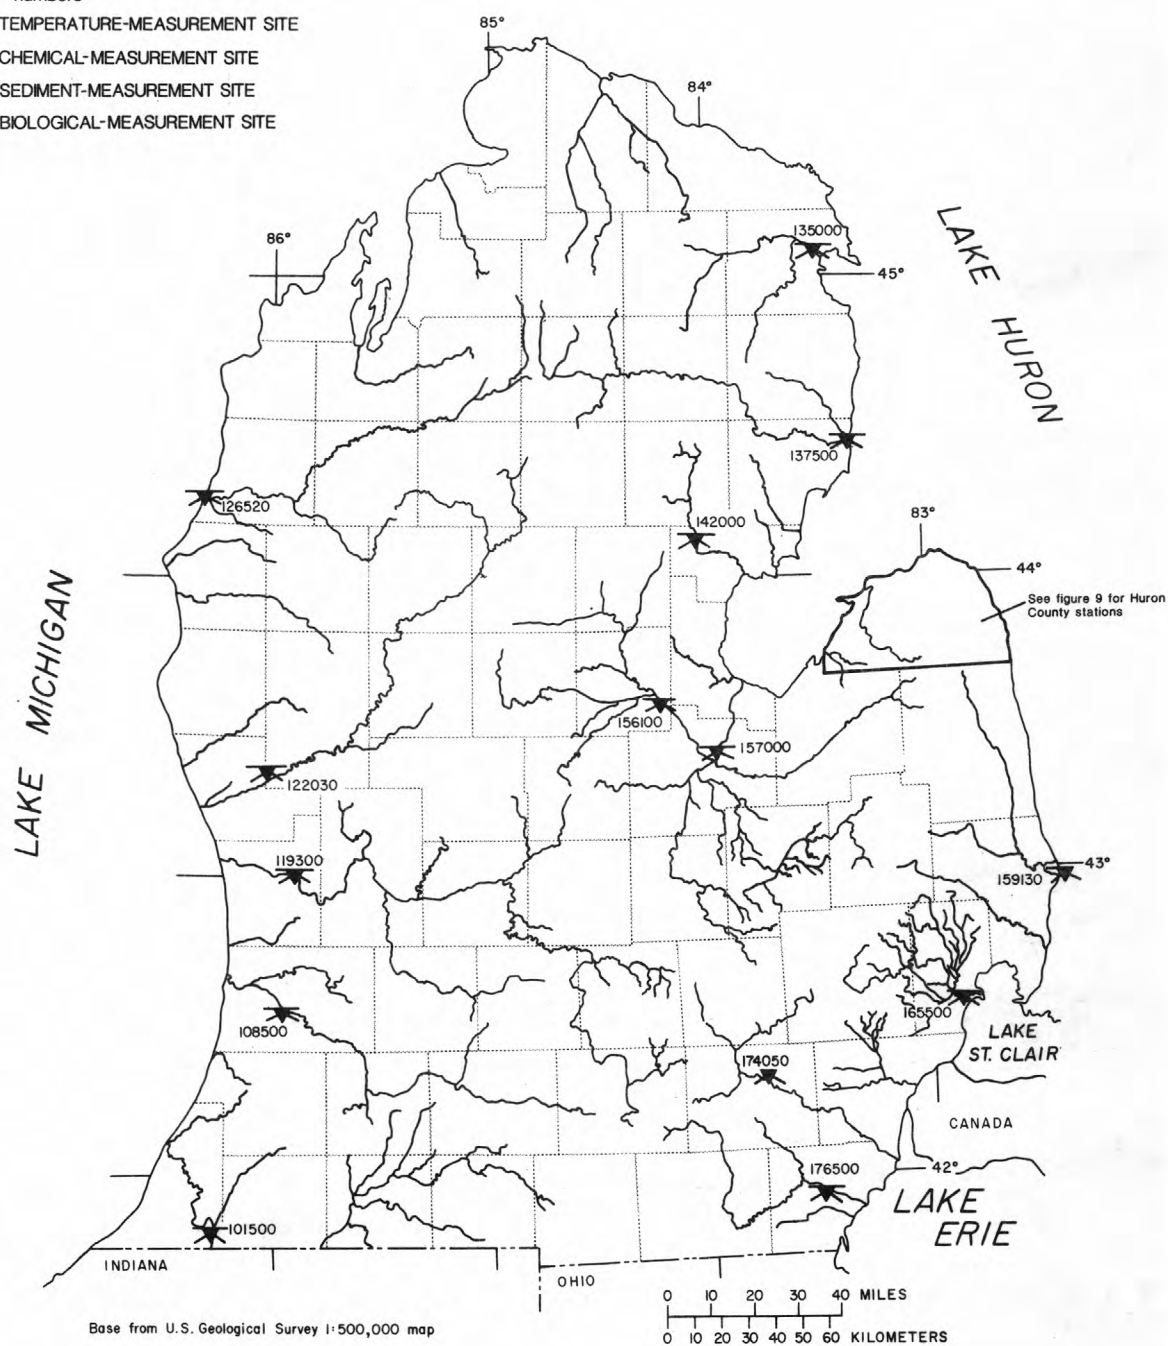 TEMPERATURE-MEASUREMENT SITE
CHEMICAL-MEASUREMENT SITE
SEDIMENT-MEASUREMENT SITE
BIOLOGICAL-MEASUREMENT SITE
85°
84°
86°
135000
45°
LAKE HURON
137500
126520
142000
83°
44°
See figure 9 for Huron
County stations
LAKE MICHIGAN
156100
157000
122030
119300
43°
159130
108500
165500
LAKE
ST. CLAIR
174050
CANADA
176500
42°
LAKE
ERIE
101500
INDIANA
OHIO
0 10 20 30 40 MILES
0 10 20 30 40 50 60 KILOMETERS
Base from U.S. Geological Survey 1:500,000 map